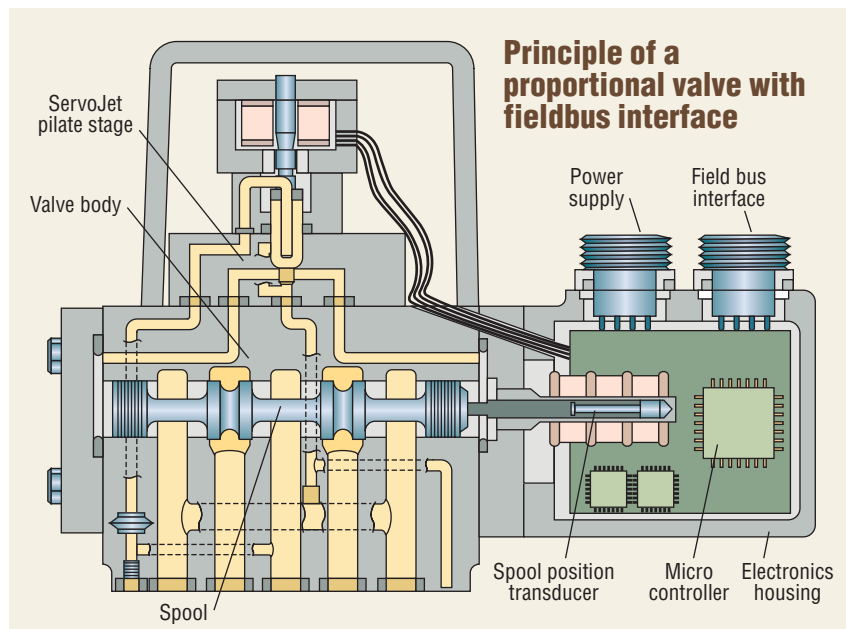 Principle of a
proportional valve with
fieldbus interface
ServoJet
pilate stage
Valve body
Power
supply
Field bus
interface
Spool
Spool position
transducer
Micro
controller
Electronics
housing